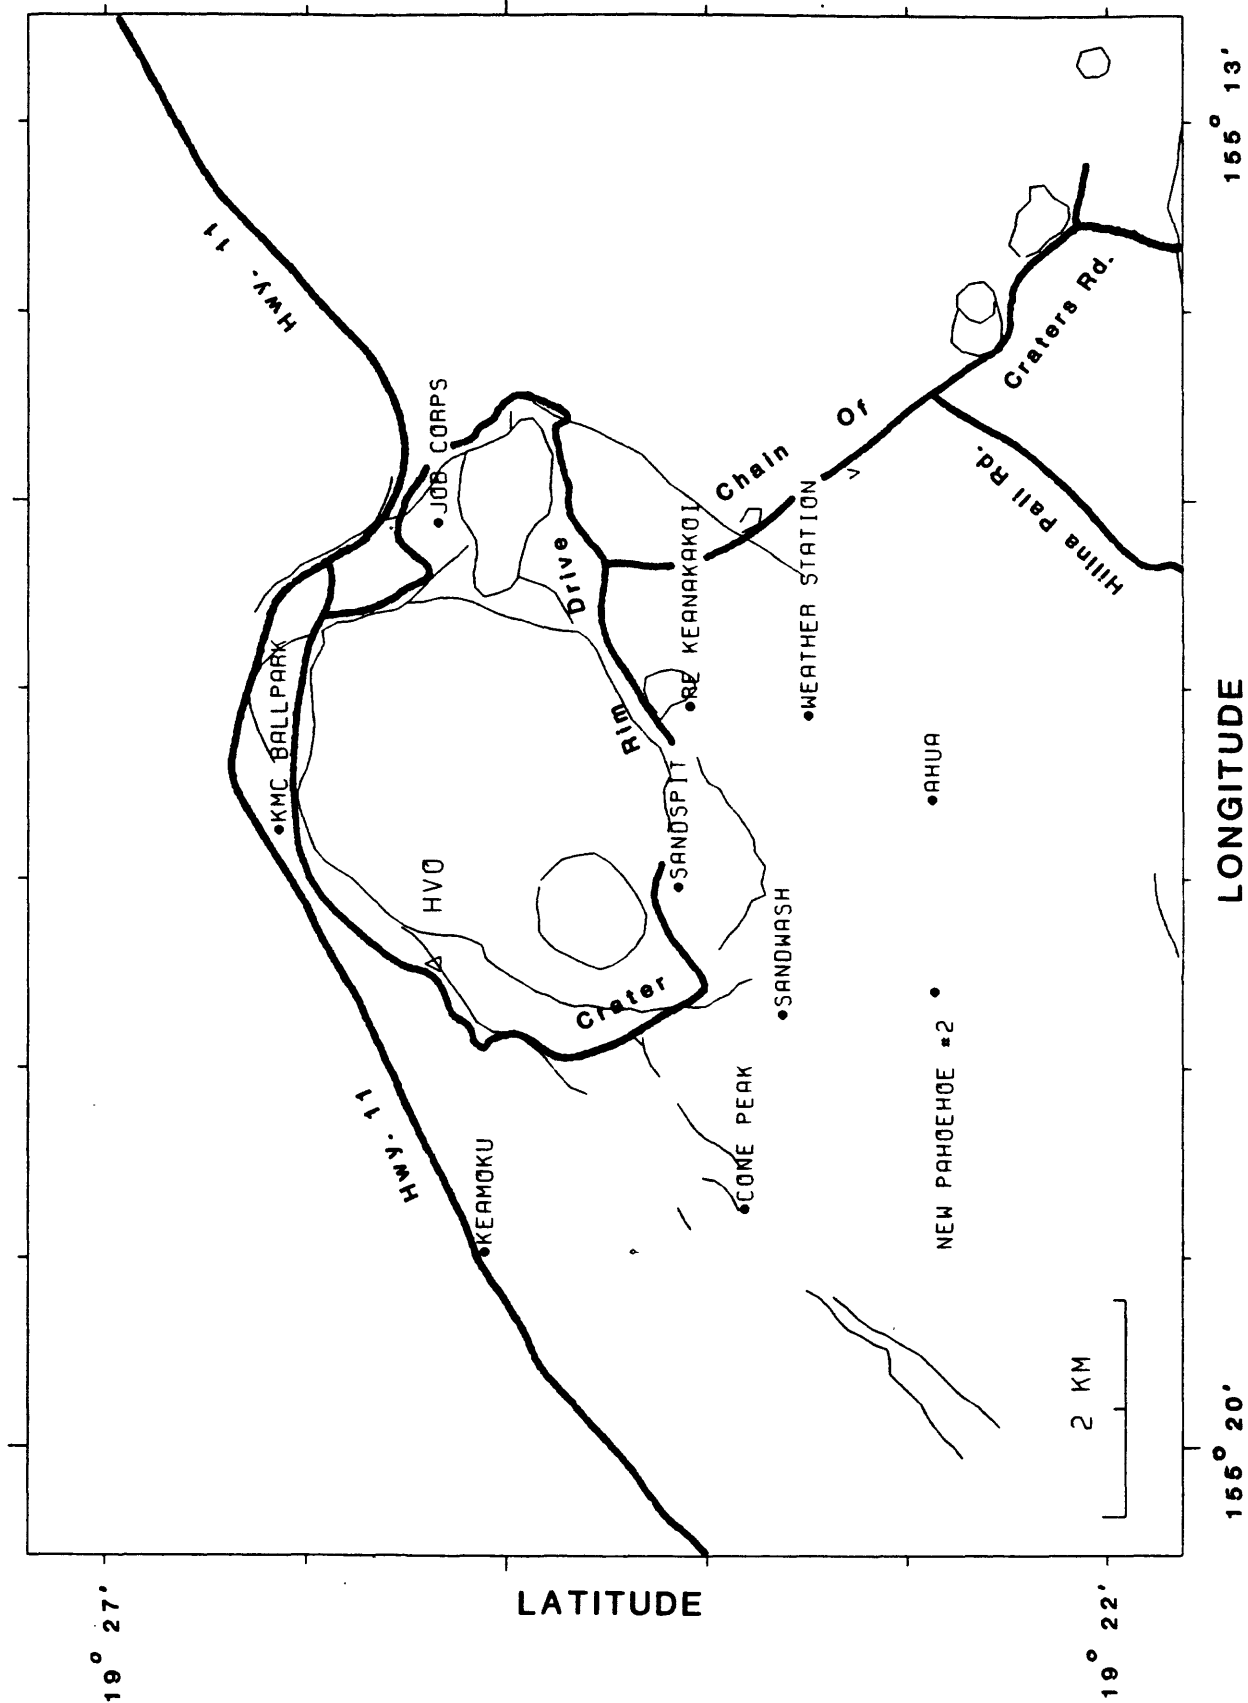 Hwy. 11
JOB CORPS
KMC BALLPARK
HVO
Rim Drive
RE KEANAKAKOI
Chain Of Craters Rd.
WEATHER STATION
Hilina Pali Rd.
SANDSPIT
AHUA
Crater
SANDWASH
Hwy. 11
KEAMOKU
CONE PEAK
NEW PAHOEHOE #2
2 KM
LATITUDE
19° 27'
19° 22'
LONGITUDE
155° 20'
155° 13'